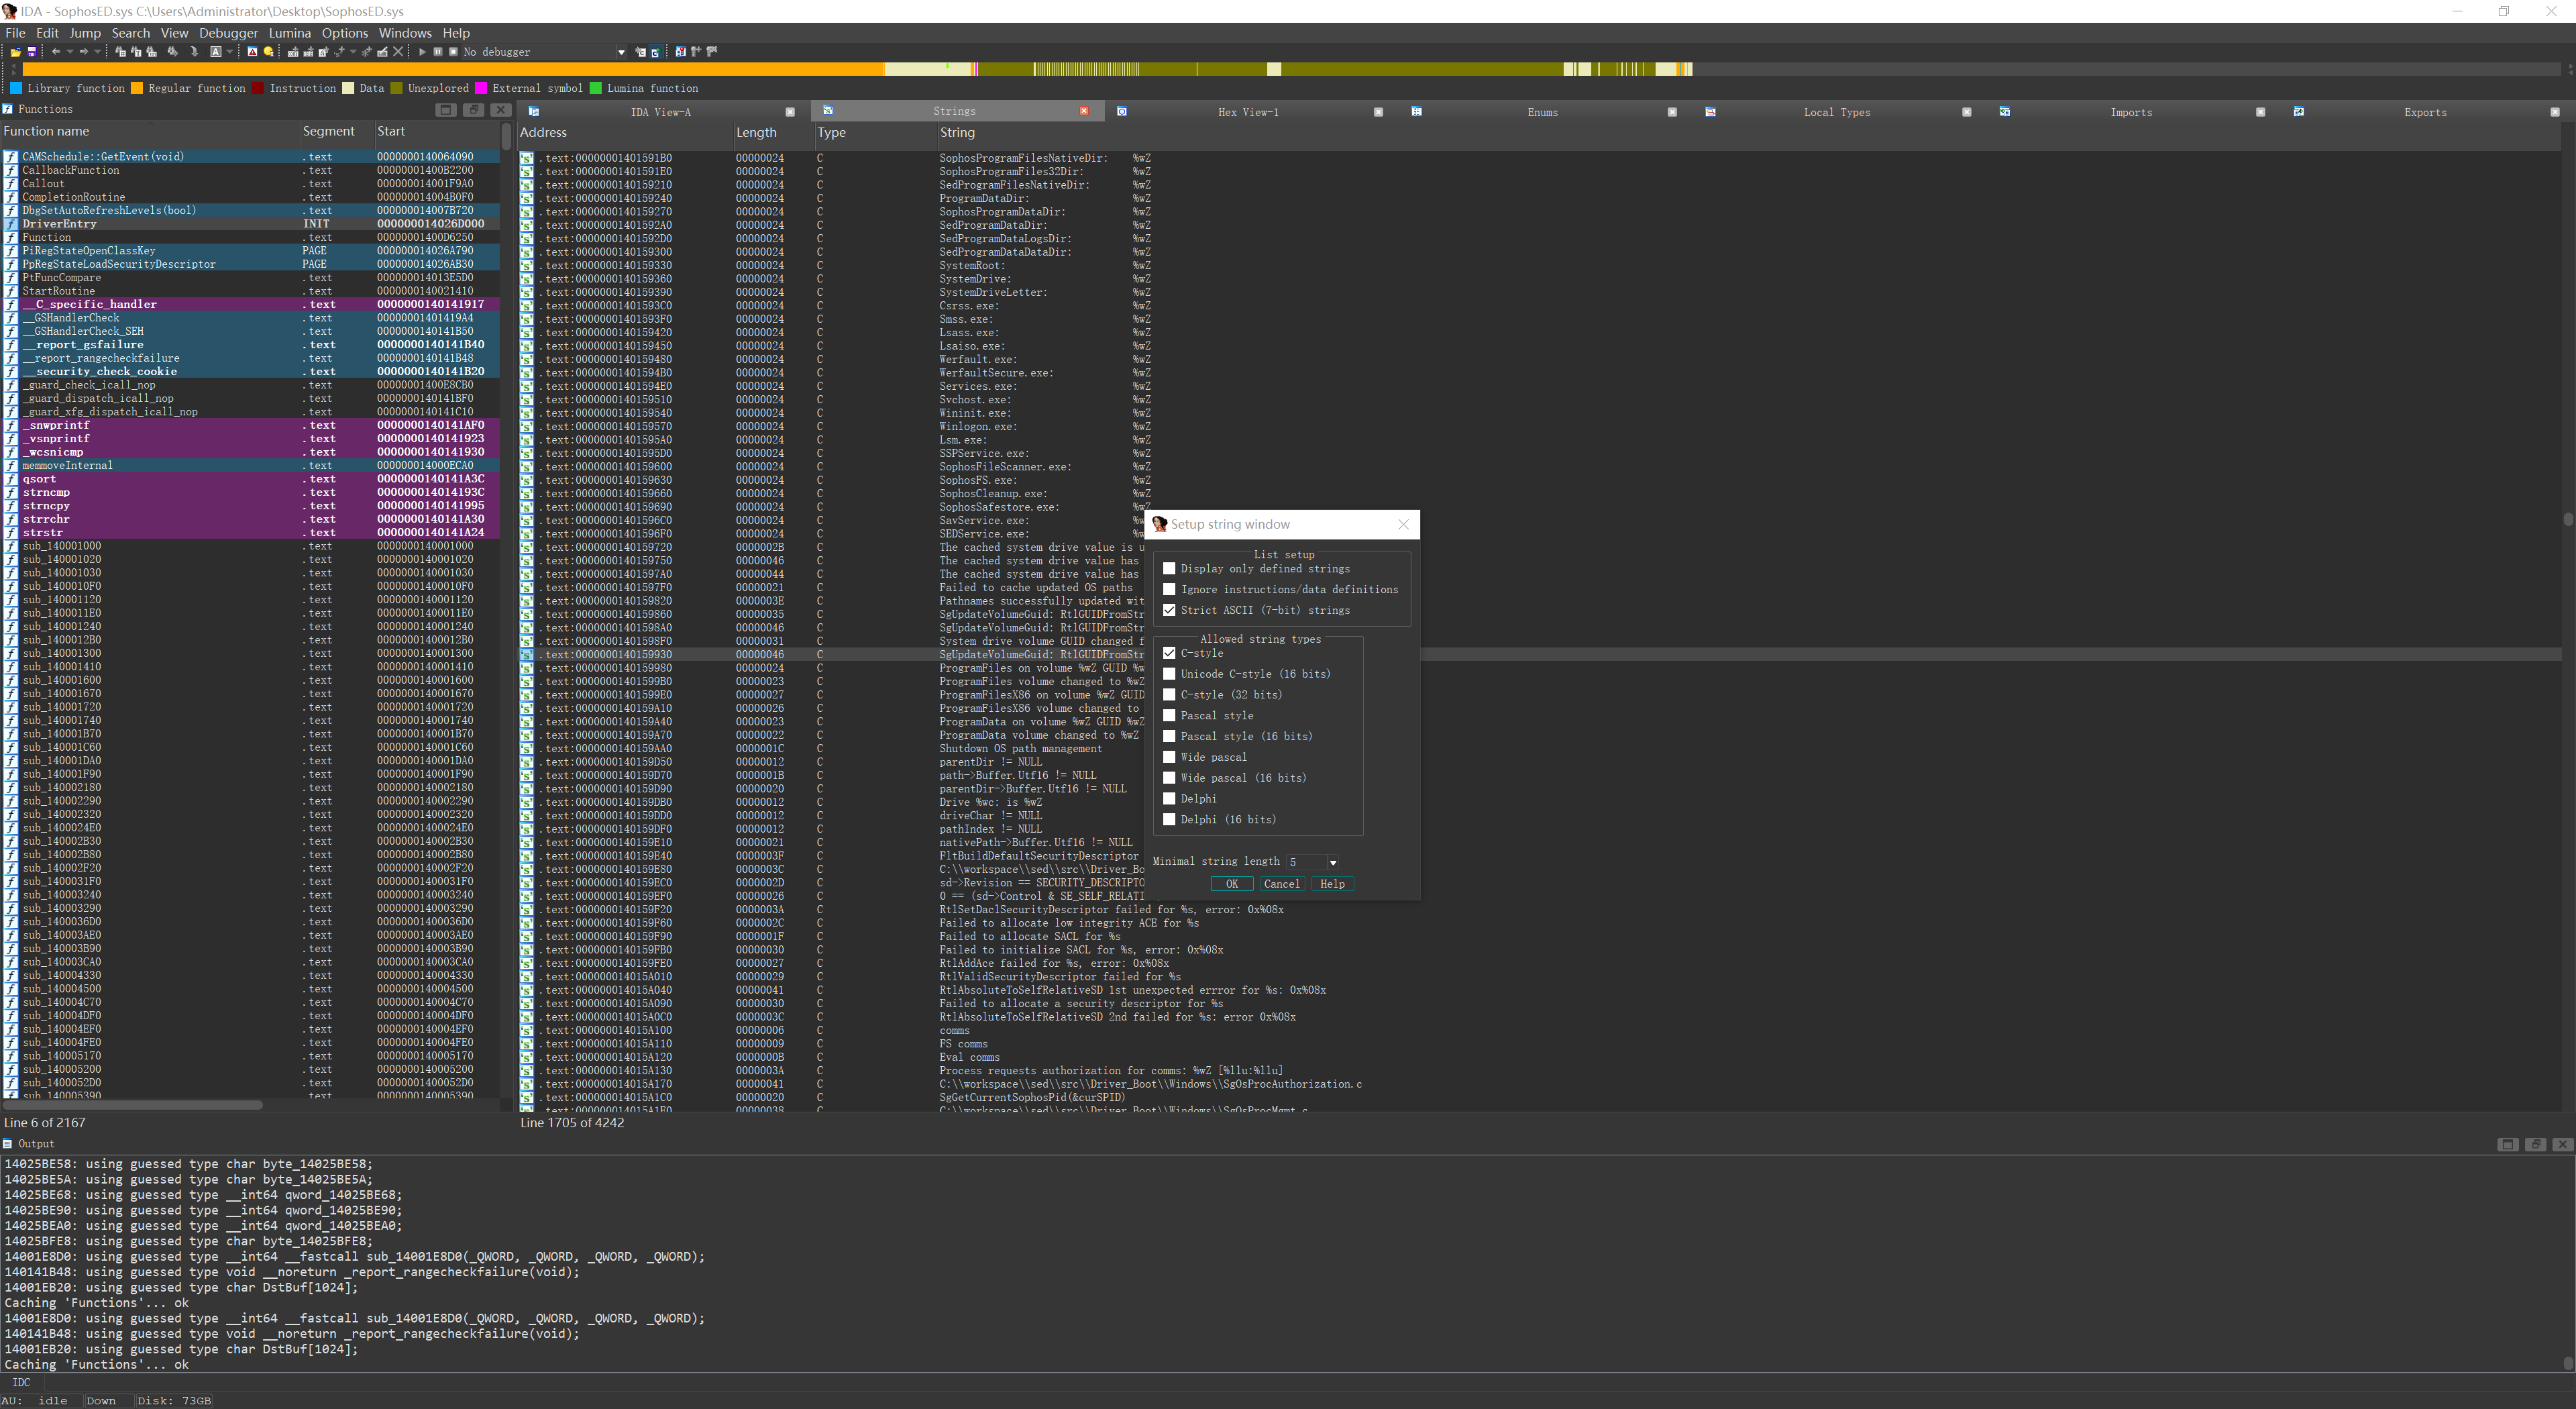 IDA - SophosED.sys C:\Users\Administrator\Desktop\SophosED.sys
File Edit Jump Search View Debugger Lumina Options Windows Help
No debugger
Library function Regular function Instruction Data Unexplored External symbol Lumina function
Functions
Function name Segment Start
CAMSchedule::GetEvent(void) .text 0000000140064090
CallbackFunction .text 00000001400B2200
Callout .text 000000014001F9A0
CompletionRoutine .text 000000014004B0F0
DbgSetAutoRefreshLevels(bool) .text 000000014007B720
DriverEntry INIT 000000014026D000
Function .text 00000001400D6250
PiRegStateOpenClassKey PAGE 000000014026A790
PpRegStateLoadSecurityDescriptor PAGE 000000014026AB30
PtFuncCompare .text 000000014013E5D0
StartRoutine .text 0000000140021410
__C_specific_handler .text 0000000140141917
__GSHandlerCheck .text 00000001401419A4
__GSHandlerCheck_SEH .text 0000000140141B50
__report_gsfailure .text 0000000140141B40
__report_rangecheckfailure .text 0000000140141B48
__security_check_cookie .text 0000000140141B20
_guard_check_icall_nop .text 00000001400E8CB0
_guard_dispatch_icall_nop .text 0000000140141BF0
_guard_xfg_dispatch_icall_nop .text 0000000140141C10
_snwprintf .text 0000000140141AF0
_vsnprintf .text 0000000140141923
_wcsnicmp .text 0000000140141930
memmoveInternal .text 000000014000ECA0
qsort .text 0000000140141A3C
strncmp .text 000000014014193C
strncpy .text 0000000140141995
strrchr .text 0000000140141A30
strstr .text 0000000140141A24
sub_140001000 .text 0000000140001000
sub_140001020 .text 0000000140001020
sub_140001030 .text 0000000140001030
sub_1400010F0 .text 00000001400010F0
sub_140001120 .text 0000000140001120
sub_1400011E0 .text 00000001400011E0
sub_140001240 .text 0000000140001240
sub_1400012B0 .text 00000001400012B0
sub_140001300 .text 0000000140001300
sub_140001410 .text 0000000140001410
sub_140001600 .text 0000000140001600
sub_140001670 .text 0000000140001670
sub_140001720 .text 0000000140001720
sub_140001740 .text 0000000140001740
sub_140001B70 .text 0000000140001B70
sub_140001C60 .text 0000000140001C60
sub_140001DA0 .text 0000000140001DA0
sub_140001F90 .text 0000000140001F90
sub_140002180 .text 0000000140002180
sub_140002290 .text 0000000140002290
sub_140002320 .text 0000000140002320
sub_1400024E0 .text 00000001400024E0
sub_140002B30 .text 0000000140002B30
sub_140002B80 .text 0000000140002B80
sub_140002F20 .text 0000000140002F20
sub_1400031F0 .text 00000001400031F0
sub_140003240 .text 0000000140003240
sub_140003290 .text 0000000140003290
sub_1400036D0 .text 00000001400036D0
sub_140003AE0 .text 0000000140003AE0
sub_140003B90 .text 0000000140003B90
sub_140003CA0 .text 0000000140003CA0
sub_140004330 .text 0000000140004330
sub_140004500 .text 0000000140004500
sub_140004C70 .text 0000000140004C70
sub_140004DF0 .text 0000000140004DF0
sub_140004EF0 .text 0000000140004EF0
sub_140004FE0 .text 0000000140004FE0
sub_140005170 .text 0000000140005170
sub_140005200 .text 0000000140005200
sub_1400052D0 .text 00000001400052D0
sub_140005390 .text 0000000140005390
Line 6 of 2167
IDA View-A Strings Hex View-1 Enums Local Types Imports Exports
Address Length Type String
.text:00000001401591B0 00000024 C SophosProgramFilesNativeDir: %wZ
.text:00000001401591E0 00000024 C SophosProgramFiles32Dir: %wZ
.text:0000000140159210 00000024 C SedProgramFilesNativeDir: %wZ
.text:0000000140159240 00000024 C ProgramDataDir: %wZ
.text:0000000140159270 00000024 C SophosProgramDataDir: %wZ
.text:00000001401592A0 00000024 C SedProgramDataDir: %wZ
.text:00000001401592D0 00000024 C SedProgramDataLogsDir: %wZ
.text:0000000140159300 00000024 C SedProgramDataDataDir: %wZ
.text:0000000140159330 00000024 C SystemRoot: %wZ
.text:0000000140159360 00000024 C SystemDrive: %wZ
.text:0000000140159390 00000024 C SystemDriveLetter: %wZ
.text:00000001401593C0 00000024 C Csrss.exe: %wZ
.text:00000001401593F0 00000024 C Smss.exe: %wZ
.text:0000000140159420 00000024 C Lsass.exe: %wZ
.text:0000000140159450 00000024 C Lsaiso.exe: %wZ
.text:0000000140159480 00000024 C Werfault.exe: %wZ
.text:00000001401594B0 00000024 C WerfaultSecure.exe: %wZ
.text:00000001401594E0 00000024 C Services.exe: %wZ
.text:0000000140159510 00000024 C Svchost.exe: %wZ
.text:0000000140159540 00000024 C Wininit.exe: %wZ
.text:0000000140159570 00000024 C Winlogon.exe: %wZ
.text:00000001401595A0 00000024 C Lsm.exe: %wZ
.text:00000001401595D0 00000024 C SSPService.exe: %wZ
.text:0000000140159600 00000024 C SophosFileScanner.exe: %wZ
.text:0000000140159630 00000024 C SophosFS.exe: %wZ
.text:0000000140159660 00000024 C SophosCleanup.exe: %wZ
.text:0000000140159690 00000024 C SophosSafestore.exe: %wZ
.text:00000001401596C0 00000024 C SavService.exe: %w
.text:00000001401596F0 00000024 C SEDService.exe: %w
.text:0000000140159720 0000002B C The cached system drive value is u
.text:0000000140159750 00000046 C The cached system drive value has
.text:00000001401597A0 00000044 C The cached system drive value has
.text:00000001401597F0 00000021 C Failed to cache updated OS paths
.text:0000000140159820 0000003E C Pathnames successfully updated wit
.text:0000000140159860 00000035 C SgUpdateVolumeGuid: RtlGUIDFromStr
.text:00000001401598A0 00000046 C SgUpdateVolumeGuid: RtlGUIDFromStr
.text:00000001401598F0 00000031 C System drive volume GUID changed f
.text:0000000140159930 00000046 C SgUpdateVolumeGuid: RtlGUIDFromStr
.text:0000000140159980 00000024 C ProgramFiles on volume %wZ GUID %w
.text:00000001401599B0 00000023 C ProgramFiles volume changed to %wZ
.text:00000001401599E0 00000027 C ProgramFilesX86 on volume %wZ GUID
.text:0000000140159A10 00000026 C ProgramFilesX86 volume changed to
.text:0000000140159A40 00000023 C ProgramData on volume %wZ GUID %wZ
.text:0000000140159A70 00000022 C ProgramData volume changed to %wZ
.text:0000000140159AA0 0000001C C Shutdown OS path management
.text:0000000140159D50 00000012 C parentDir != NULL
.text:0000000140159D70 0000001B C path->Buffer.Utf16 != NULL
.text:0000000140159D90 00000020 C parentDir->Buffer.Utf16 != NULL
.text:0000000140159DB0 00000012 C Drive %wc: is %wZ
.text:0000000140159DD0 00000012 C driveChar != NULL
.text:0000000140159DF0 00000012 C pathIndex != NULL
.text:0000000140159E10 00000021 C nativePath->Buffer.Utf16 != NULL
.text:0000000140159E40 0000003F C FltBuildDefaultSecurityDescriptor
.text:0000000140159E80 0000003C C C:\\workspace\\sed\\src\\Driver_Bo
.text:0000000140159EC0 0000002D C sd->Revision == SECURITY_DESCRIPTO
.text:0000000140159EF0 00000026 C 0 == (sd->Control & SE_SELF_RELATI
.text:0000000140159F20 0000003A C RtlSetDaclSecurityDescriptor failed for %s, error: 0x%08x
.text:0000000140159F60 0000002C C Failed to allocate low integrity ACE for %s
.text:0000000140159F90 0000001F C Failed to allocate SACL for %s
.text:0000000140159FB0 00000030 C Failed to initialize SACL for %s, error: 0x%08x
.text:0000000140159FE0 00000027 C RtlAddAce failed for %s, error: 0x%08x
.text:000000014015A010 00000029 C RtlValidSecurityDescriptor failed for %s
.text:000000014015A040 00000041 C RtlAbsoluteToSelfRelativeSD 1st unexpected errror for %s: 0x%08x
.text:000000014015A090 00000030 C Failed to allocate a security descriptor for %s
.text:000000014015A0C0 0000003C C RtlAbsoluteToSelfRelativeSD 2nd failed for %s: error 0x%08x
.text:000000014015A100 00000006 C comms
.text:000000014015A110 00000009 C FS comms
.text:000000014015A120 0000000B C Eval comms
.text:000000014015A130 0000003A C Process requests authorization for comms: %wZ [%llu:%llu]
.text:000000014015A170 00000041 C C:\\workspace\\sed\\src\\Driver_Boot\\Windows\\SgOsProcAuthorization.c
.text:000000014015A1C0 00000020 C SgGetCurrentSophosPid(&curSPID)
.text:000000014015A1E0 00000038 C C:\\workspace\\sed\\src\\Driver_Boot\\Windows\\SgOsProcMgmt.c
Line 1705 of 4242
Setup string window
List setup
Display only defined strings
Ignore instructions/data definitions
Strict ASCII (7-bit) strings
Allowed string types
C-style
Unicode C-style (16 bits)
C-style (32 bits)
Pascal style
Pascal style (16 bits)
Wide pascal
Wide pascal (16 bits)
Delphi
Delphi (16 bits)
Minimal string length 5
OK Cancel Help
Output
14025BE58: using guessed type char byte_14025BE58;
14025BE5A: using guessed type char byte_14025BE5A;
14025BE68: using guessed type __int64 qword_14025BE68;
14025BE90: using guessed type __int64 qword_14025BE90;
14025BEA0: using guessed type __int64 qword_14025BEA0;
14025BFE8: using guessed type char byte_14025BFE8;
14001E8D0: using guessed type __int64 __fastcall sub_14001E8D0(_QWORD, _QWORD, _QWORD, _QWORD);
140141B48: using guessed type void __noreturn _report_rangecheckfailure(void);
14001EB20: using guessed type char DstBuf[1024];
Caching 'Functions'... ok
14001E8D0: using guessed type __int64 __fastcall sub_14001E8D0(_QWORD, _QWORD, _QWORD, _QWORD);
140141B48: using guessed type void __noreturn _report_rangecheckfailure(void);
14001EB20: using guessed type char DstBuf[1024];
Caching 'Functions'... ok
IDC
AU: idle Down Disk: 73GB